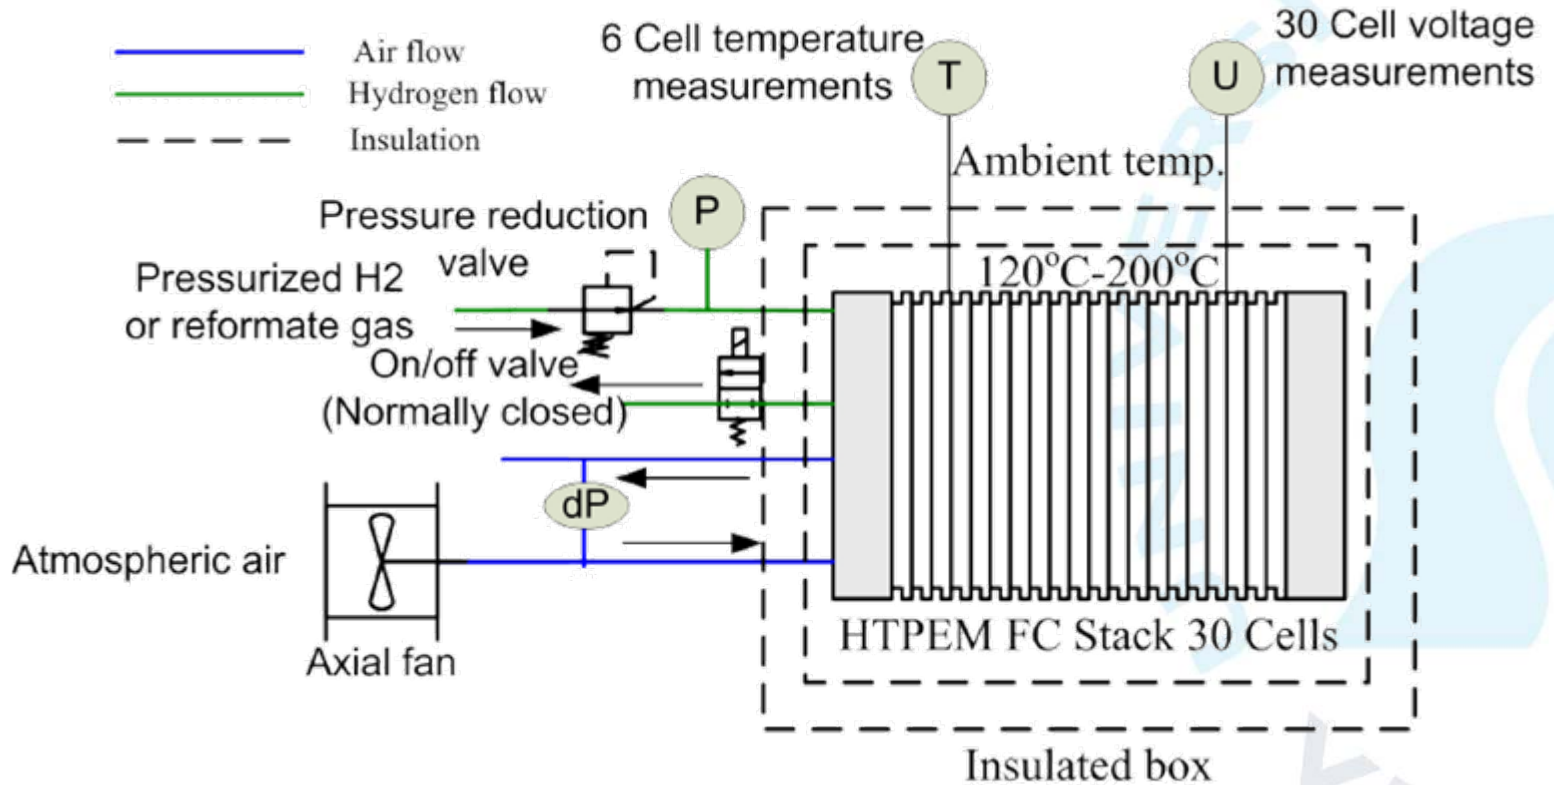 Air flow
Hydrogen flow
Insulation
6 Cell temperature
measurements
T
U
30 Cell voltage
measurements
Ambient temp.
Pressure reduction
valve
P
Pressurized H2
or reformate gas
120°C-200°C
On/off valve
(Normally closed)
dP
Atmospheric air
Axial fan
HTPEM FC Stack 30 Cells
Insulated box